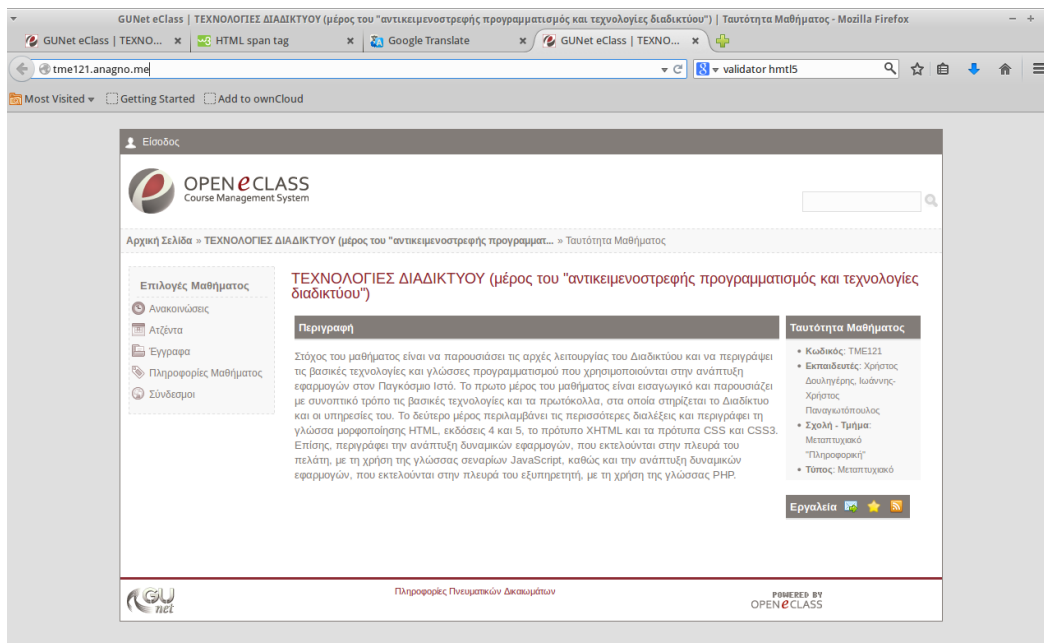 GUNet eClass | ΤΕΧΝΟΛΟΓΙΕΣ ΔΙΑΔΙΚΤΥΟΥ (μέρος του "αντικειμενοστρεφής προγραμματισμός και τεχνολογίες διαδικτύου") | Ταυτότητα Μαθήματος - Mozilla Firefox
GUNet eClass | ΤΕΧΝΟ...
HTML span tag
Google Translate
GUNet eClass | ΤΕΧΝΟ...
tme121.anagno.me
validator hmtl5
Most Visited
Getting Started
Add to ownCloud
Είσοδος
OPEN eCLASS
Course Management System
Αρχική Σελίδα » ΤΕΧΝΟΛΟΓΙΕΣ ΔΙΑΔΙΚΤΥΟΥ (μέρος του "αντικειμενοστρεφής προγραμματ... » Ταυτότητα Μαθήματος
Επιλογές Μαθήματος
Ανακοινώσεις
Ατζέντα
Έγγραφα
Πληροφορίες Μαθήματος
Σύνδεσμοι
ΤΕΧΝΟΛΟΓΙΕΣ ΔΙΑΔΙΚΤΥΟΥ (μέρος του "αντικειμενοστρεφής προγραμματισμός και τεχνολογίες
διαδικτύου")
Περιγραφή
Στόχος του μαθήματος είναι να παρουσιάσει τις αρχές λειτουργίας του Διαδικτύου και να περιγράψει
τις βασικές τεχνολογίες και γλώσσες προγραμματισμού που χρησιμοποιούνται στην ανάπτυξη
εφαρμογών στον Παγκόσμιο Ιστό. Το πρωτο μέρος του μαθήματος είναι εισαγωγικό και παρουσιάζει
με συνοπτικό τρόπο τις βασικές τεχνολογίες και τα πρωτόκολλα, στα οποία στηρίζεται το Διαδίκτυο
και οι υπηρεσίες του. Το δεύτερο μέρος περιλαμβάνει τις περισσότερες διαλέξεις και περιγράφει τη
γλώσσα μορφοποίησης HTML, εκδόσεις 4 και 5, το πρότυπο XHTML και τα πρότυπα CSS και CSS3.
Επίσης, περιγράφει την ανάπτυξη δυναμικών εφαρμογών, που εκτελούνται στην πλευρά του
πελάτη, με τη χρήση της γλώσσας σεναρίων JavaScript, καθώς και την ανάπτυξη δυναμικών
εφαρμογών, που εκτελούνται στην πλευρά του εξυπηρετητή, με τη χρήση της γλώσσας PHP.
Ταυτότητα Μαθήματος
Κωδικός: TME121
Εκπαιδευτές: Χρήστος
Δουληγέρης, Ιωάννης-
Χρήστος
Παναγιωτόπουλος
Σχολή - Τμήμα:
Μεταπτυχιακό
"Πληροφορική"
Τύπος: Μεταπτυχιακό
Εργαλεία
GU
net
Πληροφορίες Πνευματικών Δικαιωμάτων
POWERED BY
OPEN eCLASS